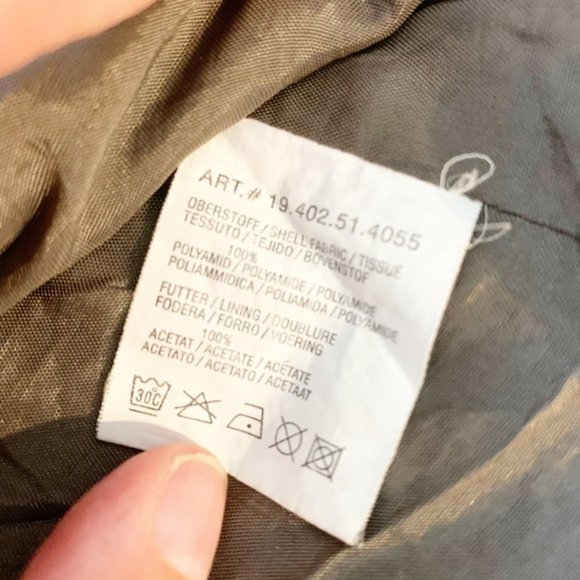 ART.# 19.402.51.4055
OBERSTOFF / SHELL FABRIC / TISSUE
TESSUTO / TEJIDO / BOVENSTOF
100%
POLYAMID / POLYAMIDE / POLYAMIDE
POLIAMMIDICA / POLIAMIDA / POLYAMIDE
FUTTER / LINING / DOUBLURE
FODERA / FORRO / VOERING
100%
ACETAT / ACETATE / ACÉTATE
ACETATO / ACETATO / ACETAAT
30°C